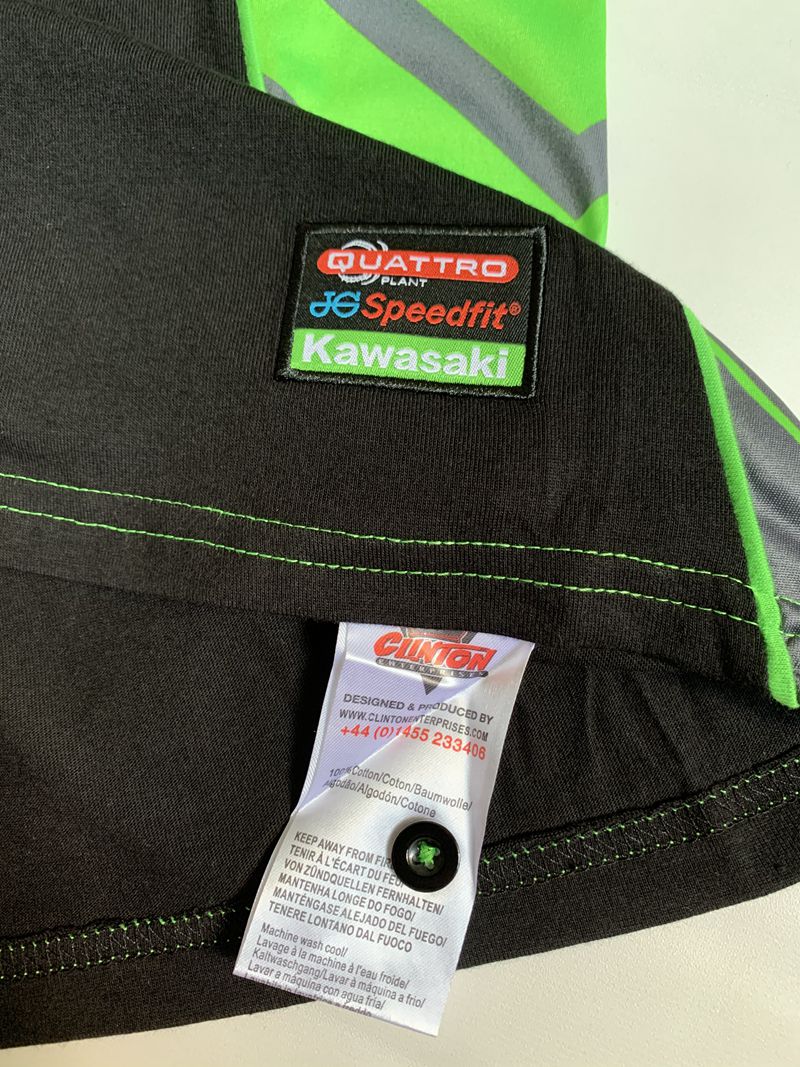 QUATTRO
PLANT
JG Speedfit®
Kawasaki
CLINTON
ENTERPRISES
DESIGNED & PRODUCED BY
WWW.CLINTONENTERPRISES.COM
+44 (0)1455 233406
100% Cotton/Coton/Baumwolle/
Algodão/Algodón/Cotone
KEEP AWAY FROM
TENIR À L'ÉCART DU FEU/
VON ZÜNDQUELLEN FERNHALTEN/
MANTENHA LONGE DO FOGO/
MANTÉNGASE ALEJADO DEL FUEGO/
TENERE LONTANO DAL FUOCO
Machine wash cool/
Lavage à la machine à l'eau froide/
Kaltwaschgang/Lavar à máquina a frio/
Lavar a máquina con agua fría/